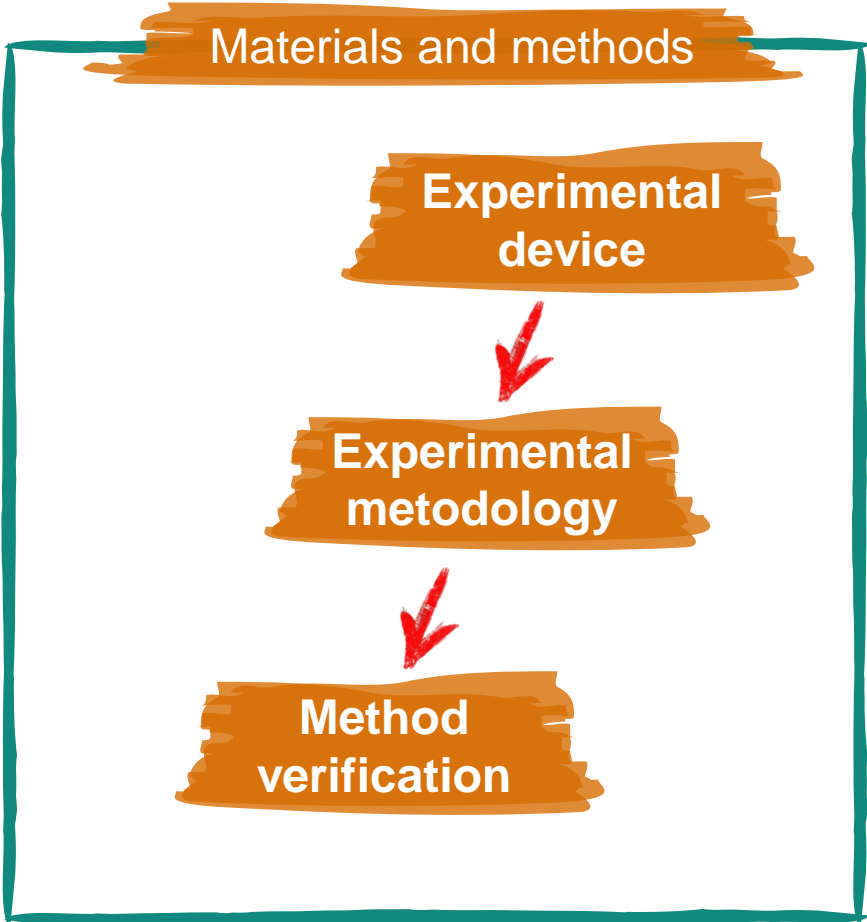 Materials and methods
Experimental
device
Experimental
metodology
Method
verification